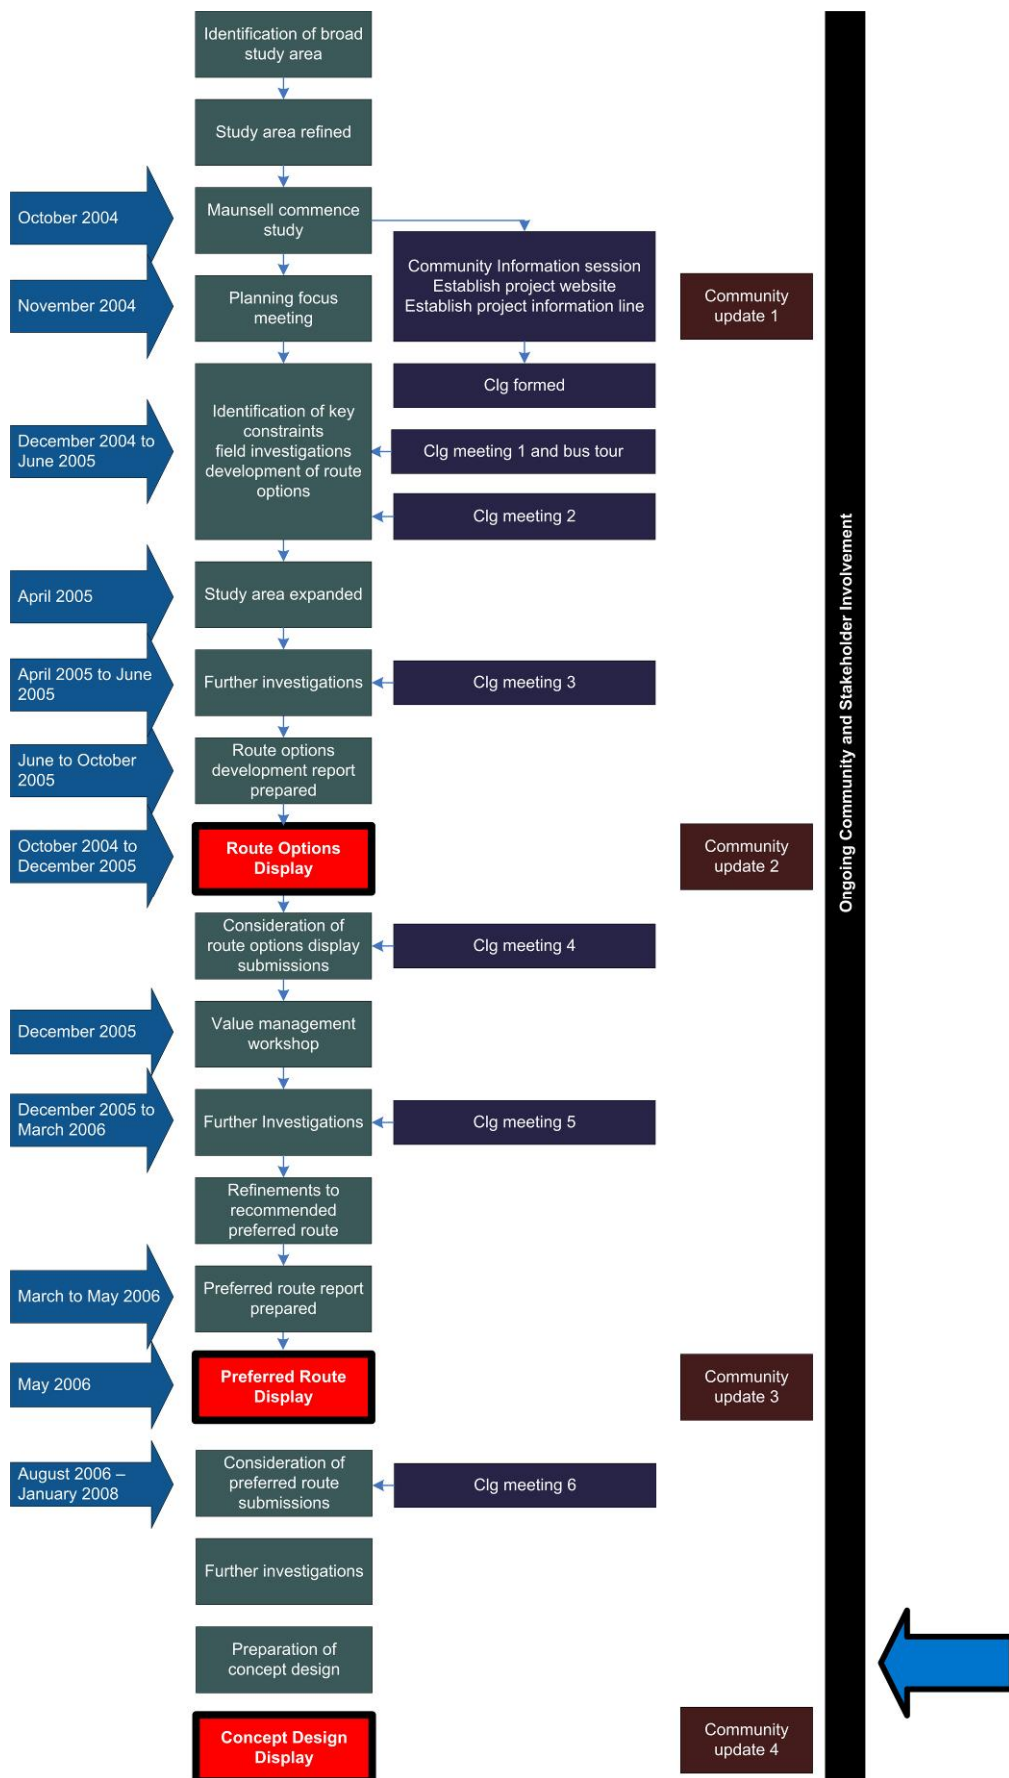 Identification of broad
study area
Study area refined
October 2004
Maunsell commence
study
Community Information session
Establish project website
Establish project information line
November 2004
Planning focus
meeting
Community
update 1
Clg formed
December 2004 to
June 2005
Identification of key
constraints
field investigations
development of route
options
Clg meeting 1 and bus tour
Clg meeting 2
Ongoing Community and Stakeholder Involvement
April 2005
Study area expanded
April 2005 to June
2005
Further investigations
Clg meeting 3
June to October
2005
Route options
development report
prepared
October 2004 to
December 2005
Route Options
Display
Community
update 2
Consideration of
route options display
submissions
Clg meeting 4
December 2005
Value management
workshop
December 2005 to
March 2006
Further Investigations
Clg meeting 5
Refinements to
recommended
preferred route
March to May 2006
Preferred route report
prepared
May 2006
Preferred Route
Display
Community
update 3
August 2006 –
January 2008
Consideration of
preferred route
submissions
Clg meeting 6
Further investigations
Preparation of
concept design
Concept Design
Display
Community
update 4